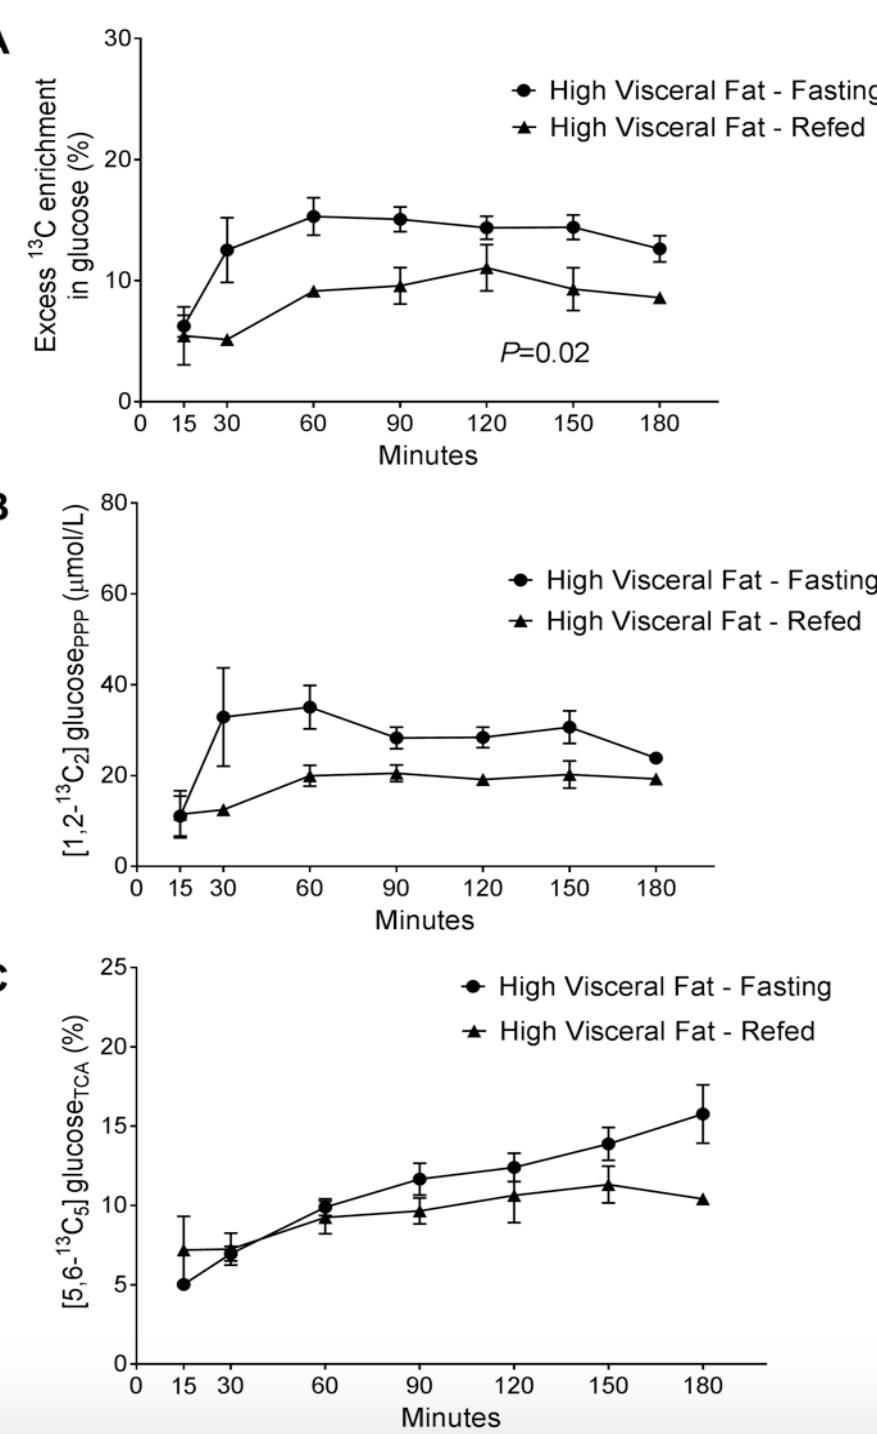 A
30
20
10
0
Excess ¹³C enrichment
in glucose (%)
High Visceral Fat - Fasting
High Visceral Fat - Refed
P=0.02
0 15 30 60 90 120 150 180
Minutes
B
80
60
40
20
0
[1,2-¹³C₂] glucosePPP (μmol/L)
High Visceral Fat - Fasting
High Visceral Fat - Refed
0 15 30 60 90 120 150 180
Minutes
C
25
20
15
10
5
0
[5,6-¹³C₅] glucoseTCA (%)
High Visceral Fat - Fasting
High Visceral Fat - Refed
0 15 30 60 90 120 150 180
Minutes